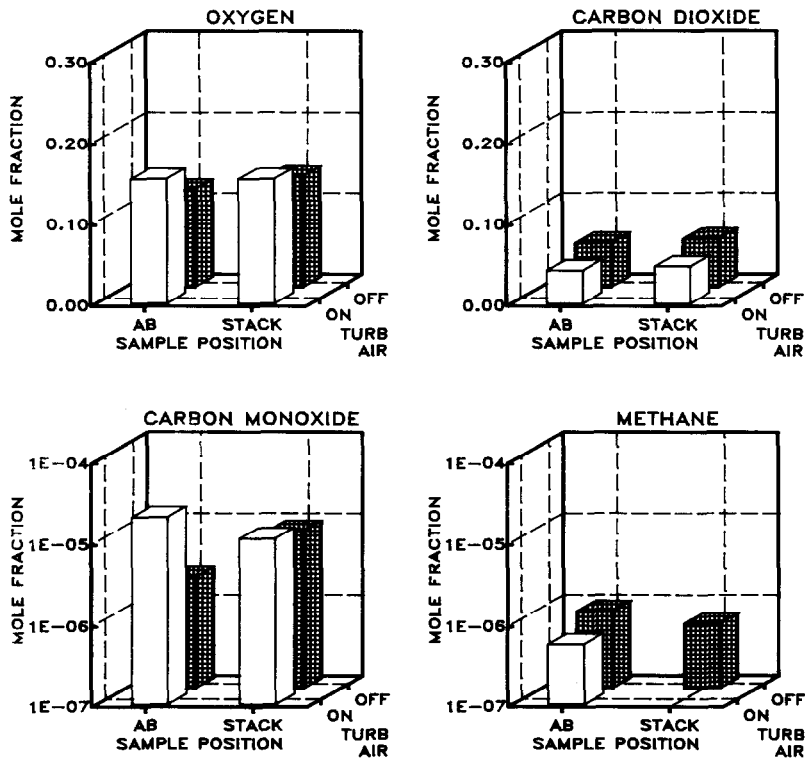 OXYGEN
MOLE FRACTION
0.30
0.20
0.10
0.00
AB
STACK
SAMPLE POSITION
ON
OFF
TURB
AIR
CARBON DIOXIDE
MOLE FRACTION
0.30
0.20
0.10
0.00
AB
STACK
SAMPLE POSITION
ON
OFF
TURB
AIR
CARBON MONOXIDE
MOLE FRACTION
1E-04
1E-05
1E-06
1E-07
AB
STACK
SAMPLE POSITION
ON
OFF
TURB
AIR
METHANE
MOLE FRACTION
1E-04
1E-05
1E-06
1E-07
AB
STACK
SAMPLE POSITION
ON
OFF
TURB
AIR